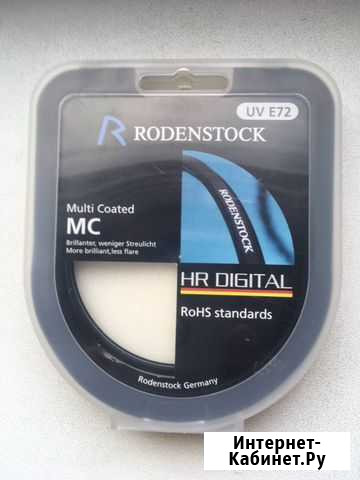 UV E72
R RODENSTOCK
Multi Coated
MC
Brillanter, weniger Streulicht
More brilliant,less flare
RODENSTOCK
HR DIGITAL
RoHS standards
Rodenstock Germany
Интернет-
Кабинет.Ру